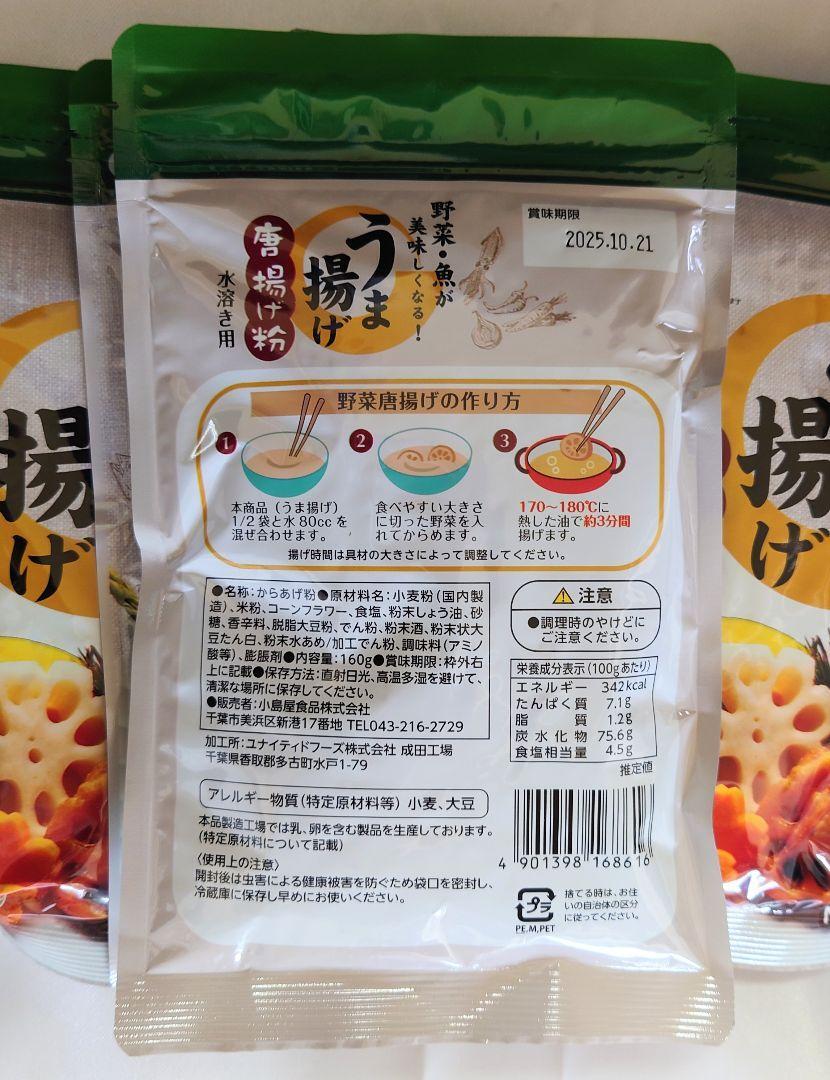 野菜・魚が
美味しくなる!
うま
揚げ
唐揚げ粉
水溶き用
賞味期限
2025.10.21
野菜唐揚げの作り方
1
本商品(うま揚げ)
1/2袋と水80ccを
混ぜ合わせます。
2
食べやすい大きさ
に切った野菜を入
れてからめます。
3
170〜180℃に
熱した油で約3分間
揚げます。
揚げ時間は具材の大きさによって調整してください。
●名称:からあげ粉●原材料名:小麦粉(国内製
造)、米粉、コーンフラワー、食塩、粉末しょう油、砂
糖、香辛料、脱脂大豆粉、でん粉、粉末酒、粉末状大
豆たん白、粉末水あめ/加工でん粉、調味料(アミノ
酸等)、膨脹剤●内容量:160g●賞味期限:枠外右
上に記載●保存方法:直射日光、高温多湿を避けて、
清潔な場所に保存してください。
●販売者:小島屋食品株式会社
千葉市美浜区新港17番地 TEL043-216-2729
加工所:ユナイティドフーズ株式会社 成田工場
千葉県香取郡多古町水戸1-79
注意
●調理時のやけどに
ご注意ください。
栄養成分表示(100gあたり)
エネルギー 342kcal
たんぱく質 7.1g
脂質 1.2g
炭水化物 75.6g
食塩相当量 4.5g
推定値
アレルギー物質(特定原材料等) 小麦、大豆
本品製造工場では乳、卵を含む製品を生産しております。
(特定原材料について記載)
〈使用上の注意〉
開封後は虫害による健康被害を防ぐため袋口を密封し、
冷蔵庫に保存し早めにお使いください。
4 901398 168616
プラ
PE,M,PET
捨てる時は、お住
いの自治体の区分
に従ってください。
揚
げ
揚
げ